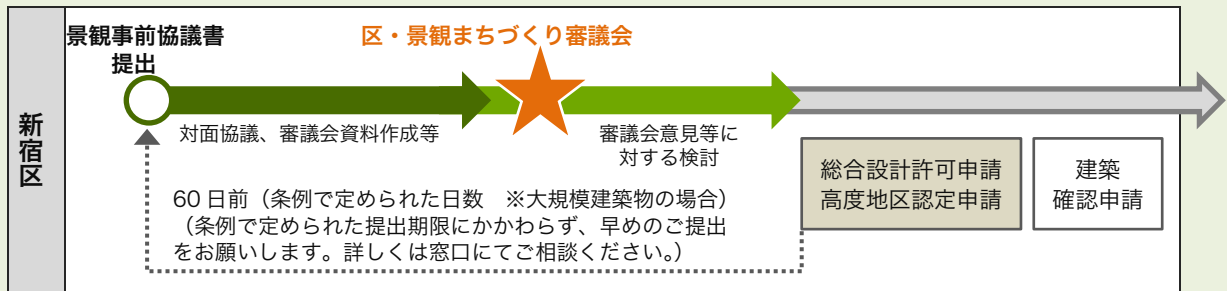 新宿区
景観事前協議書
提出
区・景観まちづくり審議会
対面協議、審議会資料作成等
審議会意見等に
対する検討
60日前（条例で定められた日数　※大規模建築物の場合）
（条例で定められた提出期限にかかわらず、早めのご提出
をお願いします。詳しくは窓口にてご相談ください。）
総合設計許可申請
高度地区認定申請
建築
確認申請